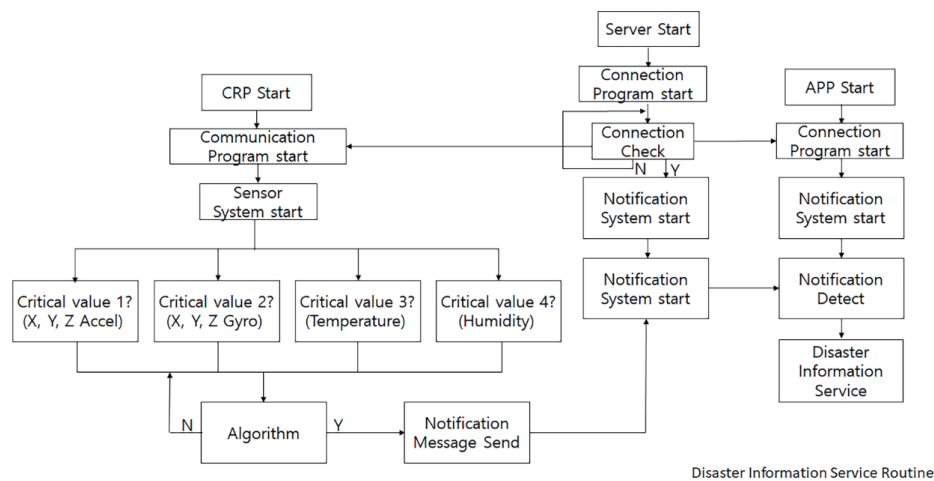 Server Start
Connection
Program start
CRP Start
APP Start
Communication
Program start
Connection
Check
N
Y
Connection
Program start
Sensor
System start
Notification
System start
Notification
System start
Critical value 1?
(X, Y, Z Accel)
Critical value 2?
(X, Y, Z Gyro)
Critical value 3?
(Temperature)
Critical value 4?
(Humidity)
Notification
System start
Notification
Detect
Disaster
Information
Service
N
Algorithm
Y
Notification
Message Send
Disaster Information Service Routine